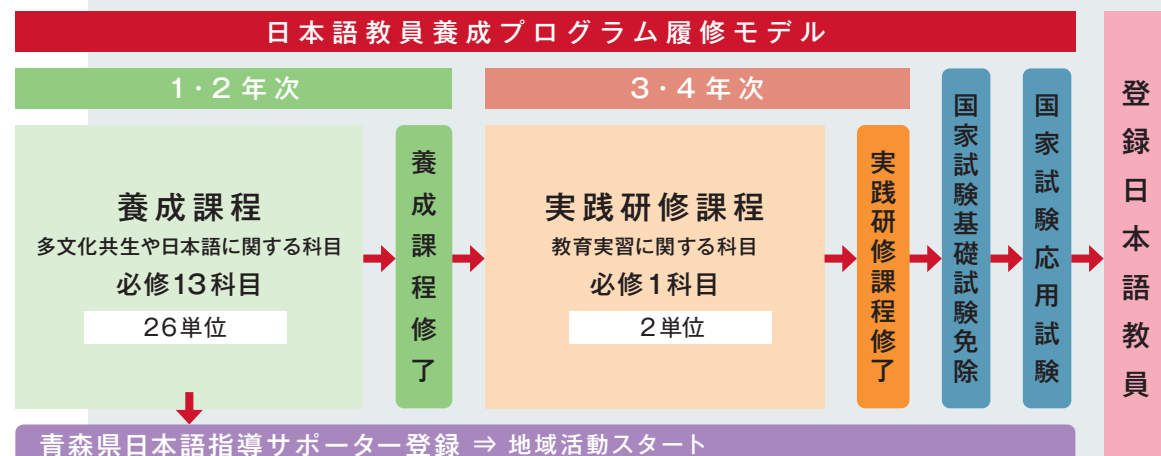 日本語教員養成プログラム履修モデル
1・2年次
養成課程
多文化共生や日本語に関する科目
必修13科目
26単位
養成課程修了
3・4年次
実践研修課程
教育実習に関する科目
必修1科目
2単位
実践研修課程修了
国家試験基礎試験免除
国家試験応用試験
登録日本語教員
青森県日本語指導サポーター登録 ⇒ 地域活動スタート